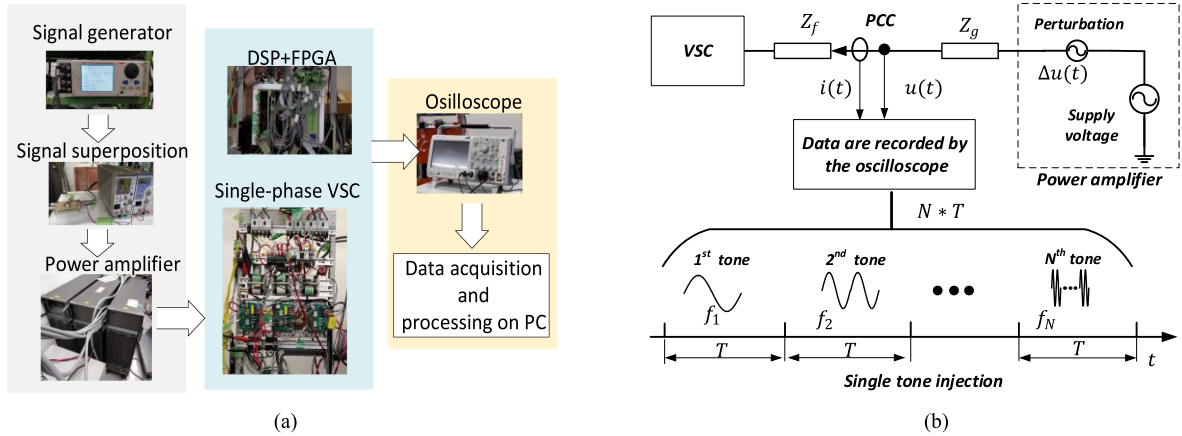 Signal generator
Signal superposition
Power amplifier
DSP+FPGA
Single-phase VSC
Osilloscope
Data acquisition
and
processing on PC
(a)
VSC
Z_f
PCC
Z_g
Perturbation
Δu(t)
Supply
voltage
Power amplifier
i(t)
u(t)
Data are recorded by
the oscilloscope
N * T
1st tone
2nd tone
Nth tone
f_1
f_2
f_N
T
T
T
t
Single tone injection
(b)